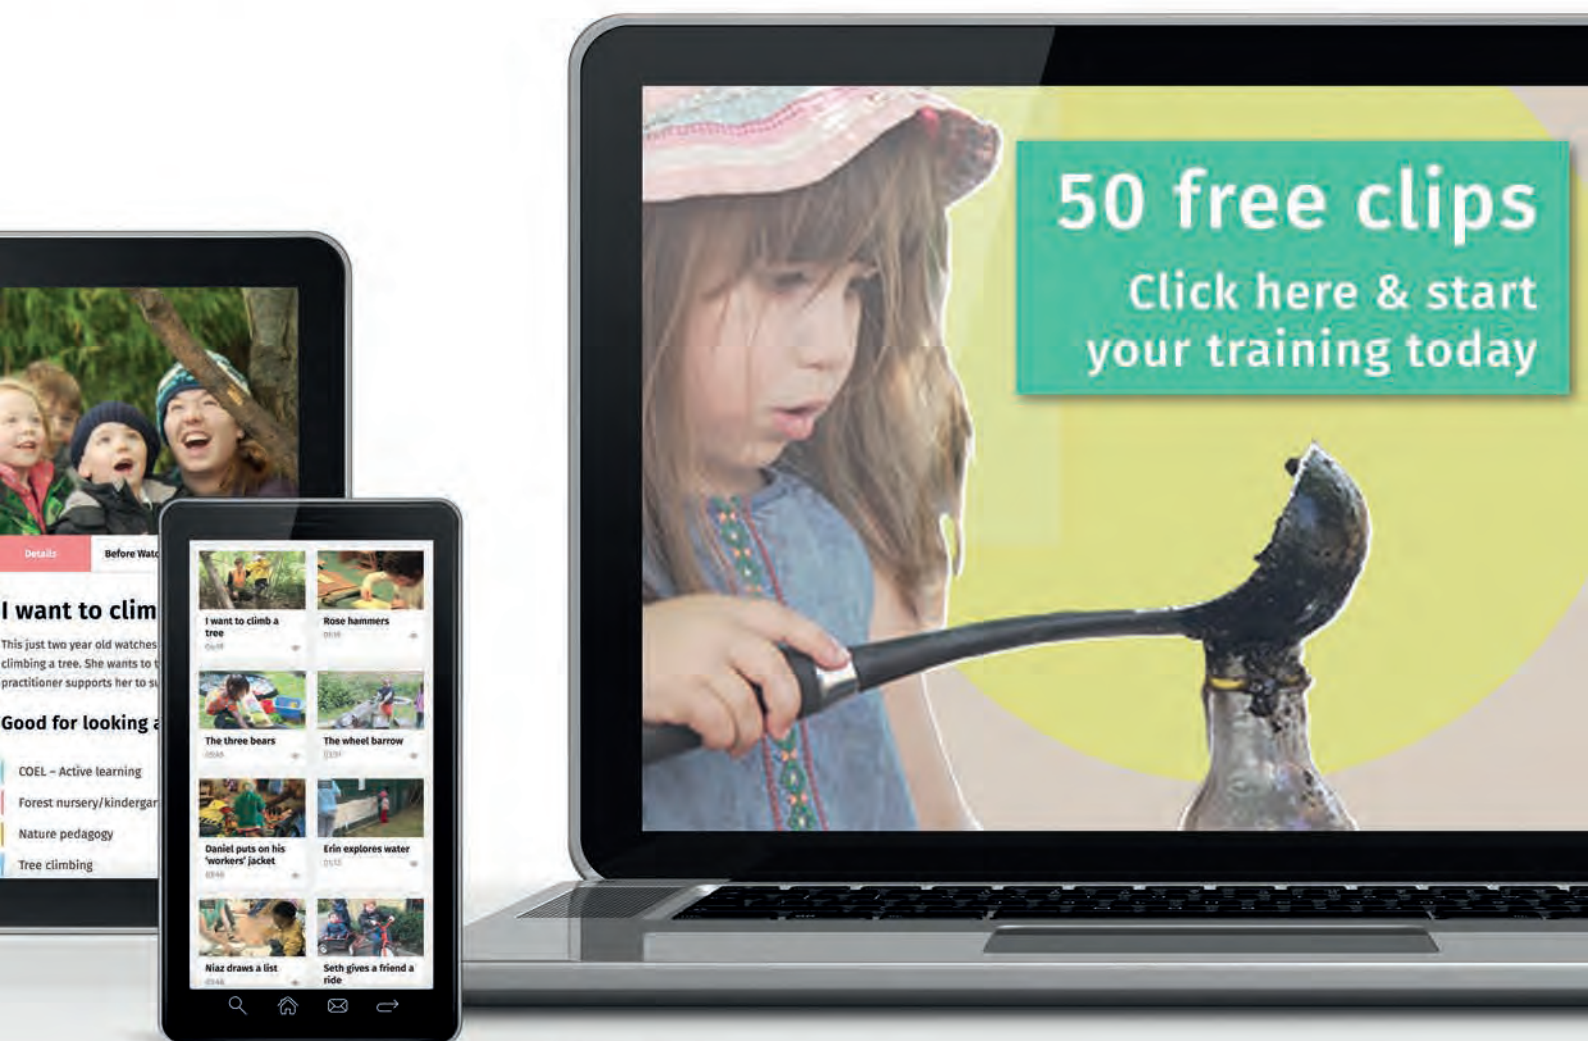 50 free clips
Click here & start
your training today
Details
Before Watc
I want to clim
This just two year old watches
climbing a tree. She wants to t
practitioner supports her to su
Good for looking a
COEL – Active learning
Forest nursery/kindergar
Nature pedagogy
Tree climbing
I want to climb a
tree
Rose hammers
The three bears
The wheel barrow
Daniel puts on his
'workers' jacket
Erin explores water
Niaz draws a list
Seth gives a friend a
ride